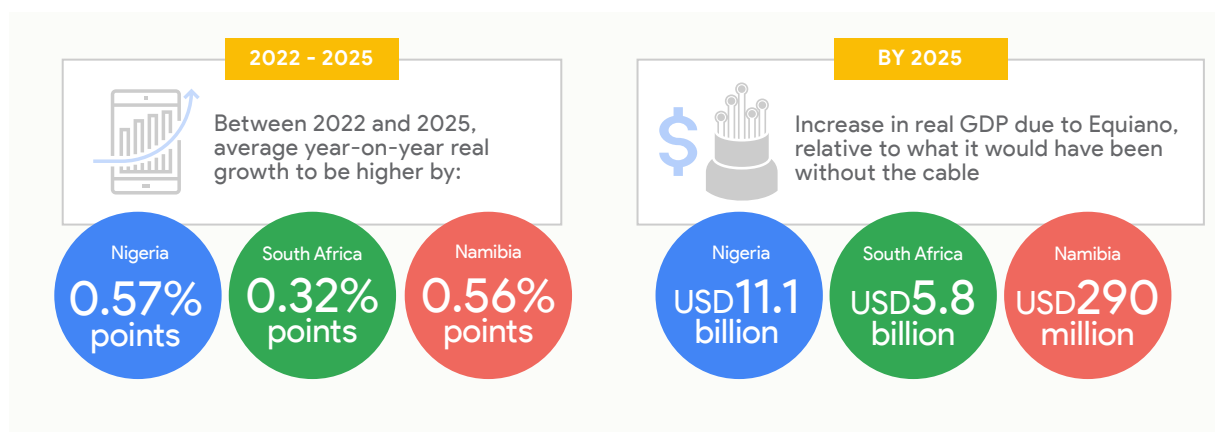 2022 - 2025
Between 2022 and 2025,
average year-on-year real
growth to be higher by:
Nigeria
0.57%
points
South Africa
0.32%
points
Namibia
0.56%
points
BY 2025
$
Increase in real GDP due to Equiano,
relative to what it would have been
without the cable
Nigeria
USD11.1
billion
South Africa
USD5.8
billion
Namibia
USD290
million